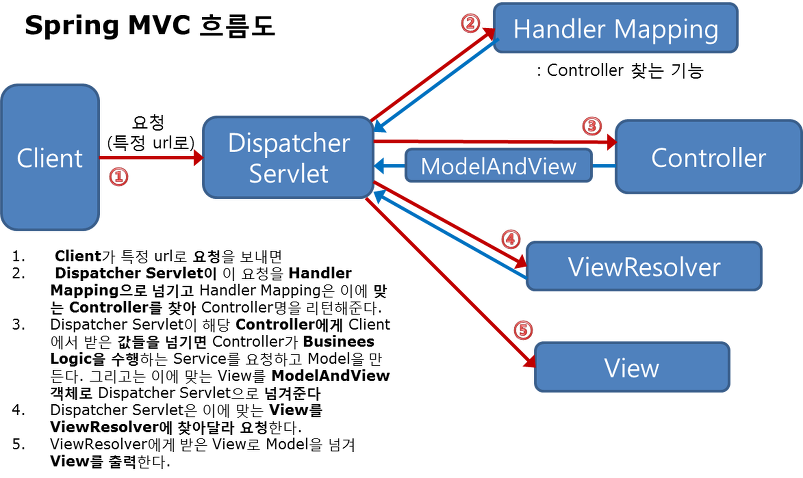 Spring MVC 흐름도
②
Handler Mapping
: Controller 찾는 기능
요청
(특정 url로)
①
Client
Dispatcher
Servlet
③
ModelAndView
Controller
④
ViewResolver
⑤
View
1. Client가 특정 url로 요청을 보내면
2. Dispatcher Servlet이 이 요청을 Handler
Mapping으로 넘기고 Handler Mapping은 이에 맞
는 Controller를 찾아 Controller명을 리턴해준다.
3. Dispatcher Servlet이 해당 Controller에게 Client
에서 받은 값들을 넘기면 Controller가 Businees
Logic을 수행하는 Service를 요청하고 Model을 만
든다. 그리고는 이에 맞는 View를 ModelAndView
객체로 Dispatcher Servlet으로 넘겨준다
4. Dispatcher Servlet은 이에 맞는 View를
ViewResolver에 찾아달라 요청한다.
5. ViewResolver에게 받은 View로 Model을 넘겨
View를 출력한다.